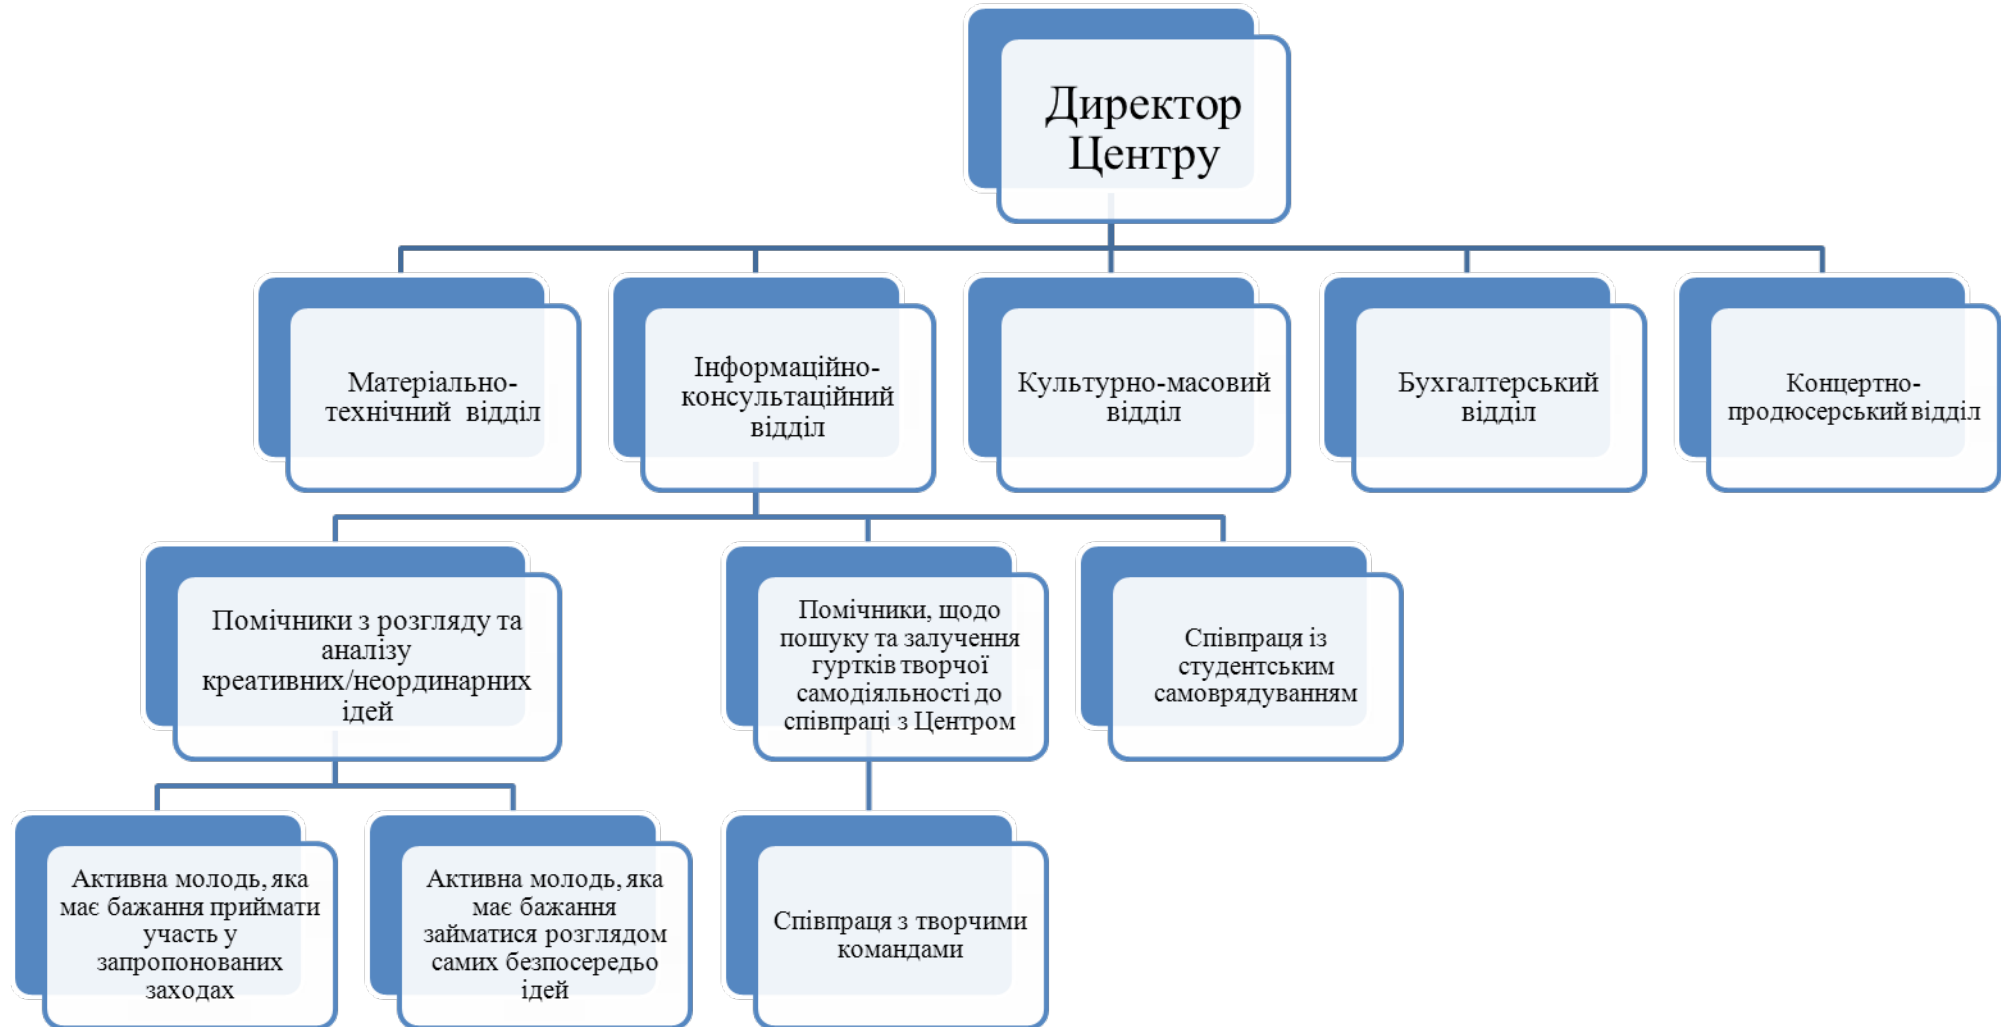 Директор
Центру
Матеріально-
технічний відділ
Інформаційно-
консультаційний
відділ
Культурно-масовий
відділ
Бухгалтерський
відділ
Концертно-
продюсерський відділ
Помічники з розгляду та
аналізу
креативних/неординарних
ідей
Помічники, щодо
пошуку та залучення
гуртків творчої
самодіяльності до
співпраці з Центром
Співпраця із
студентським
самоврядуванням
Активна молодь, яка
має бажання приймати
участь у
запропонованих
заходах
Активна молодь, яка
має бажання
займатися розглядом
самих безпосередьо
ідей
Співпраця з творчими
командами